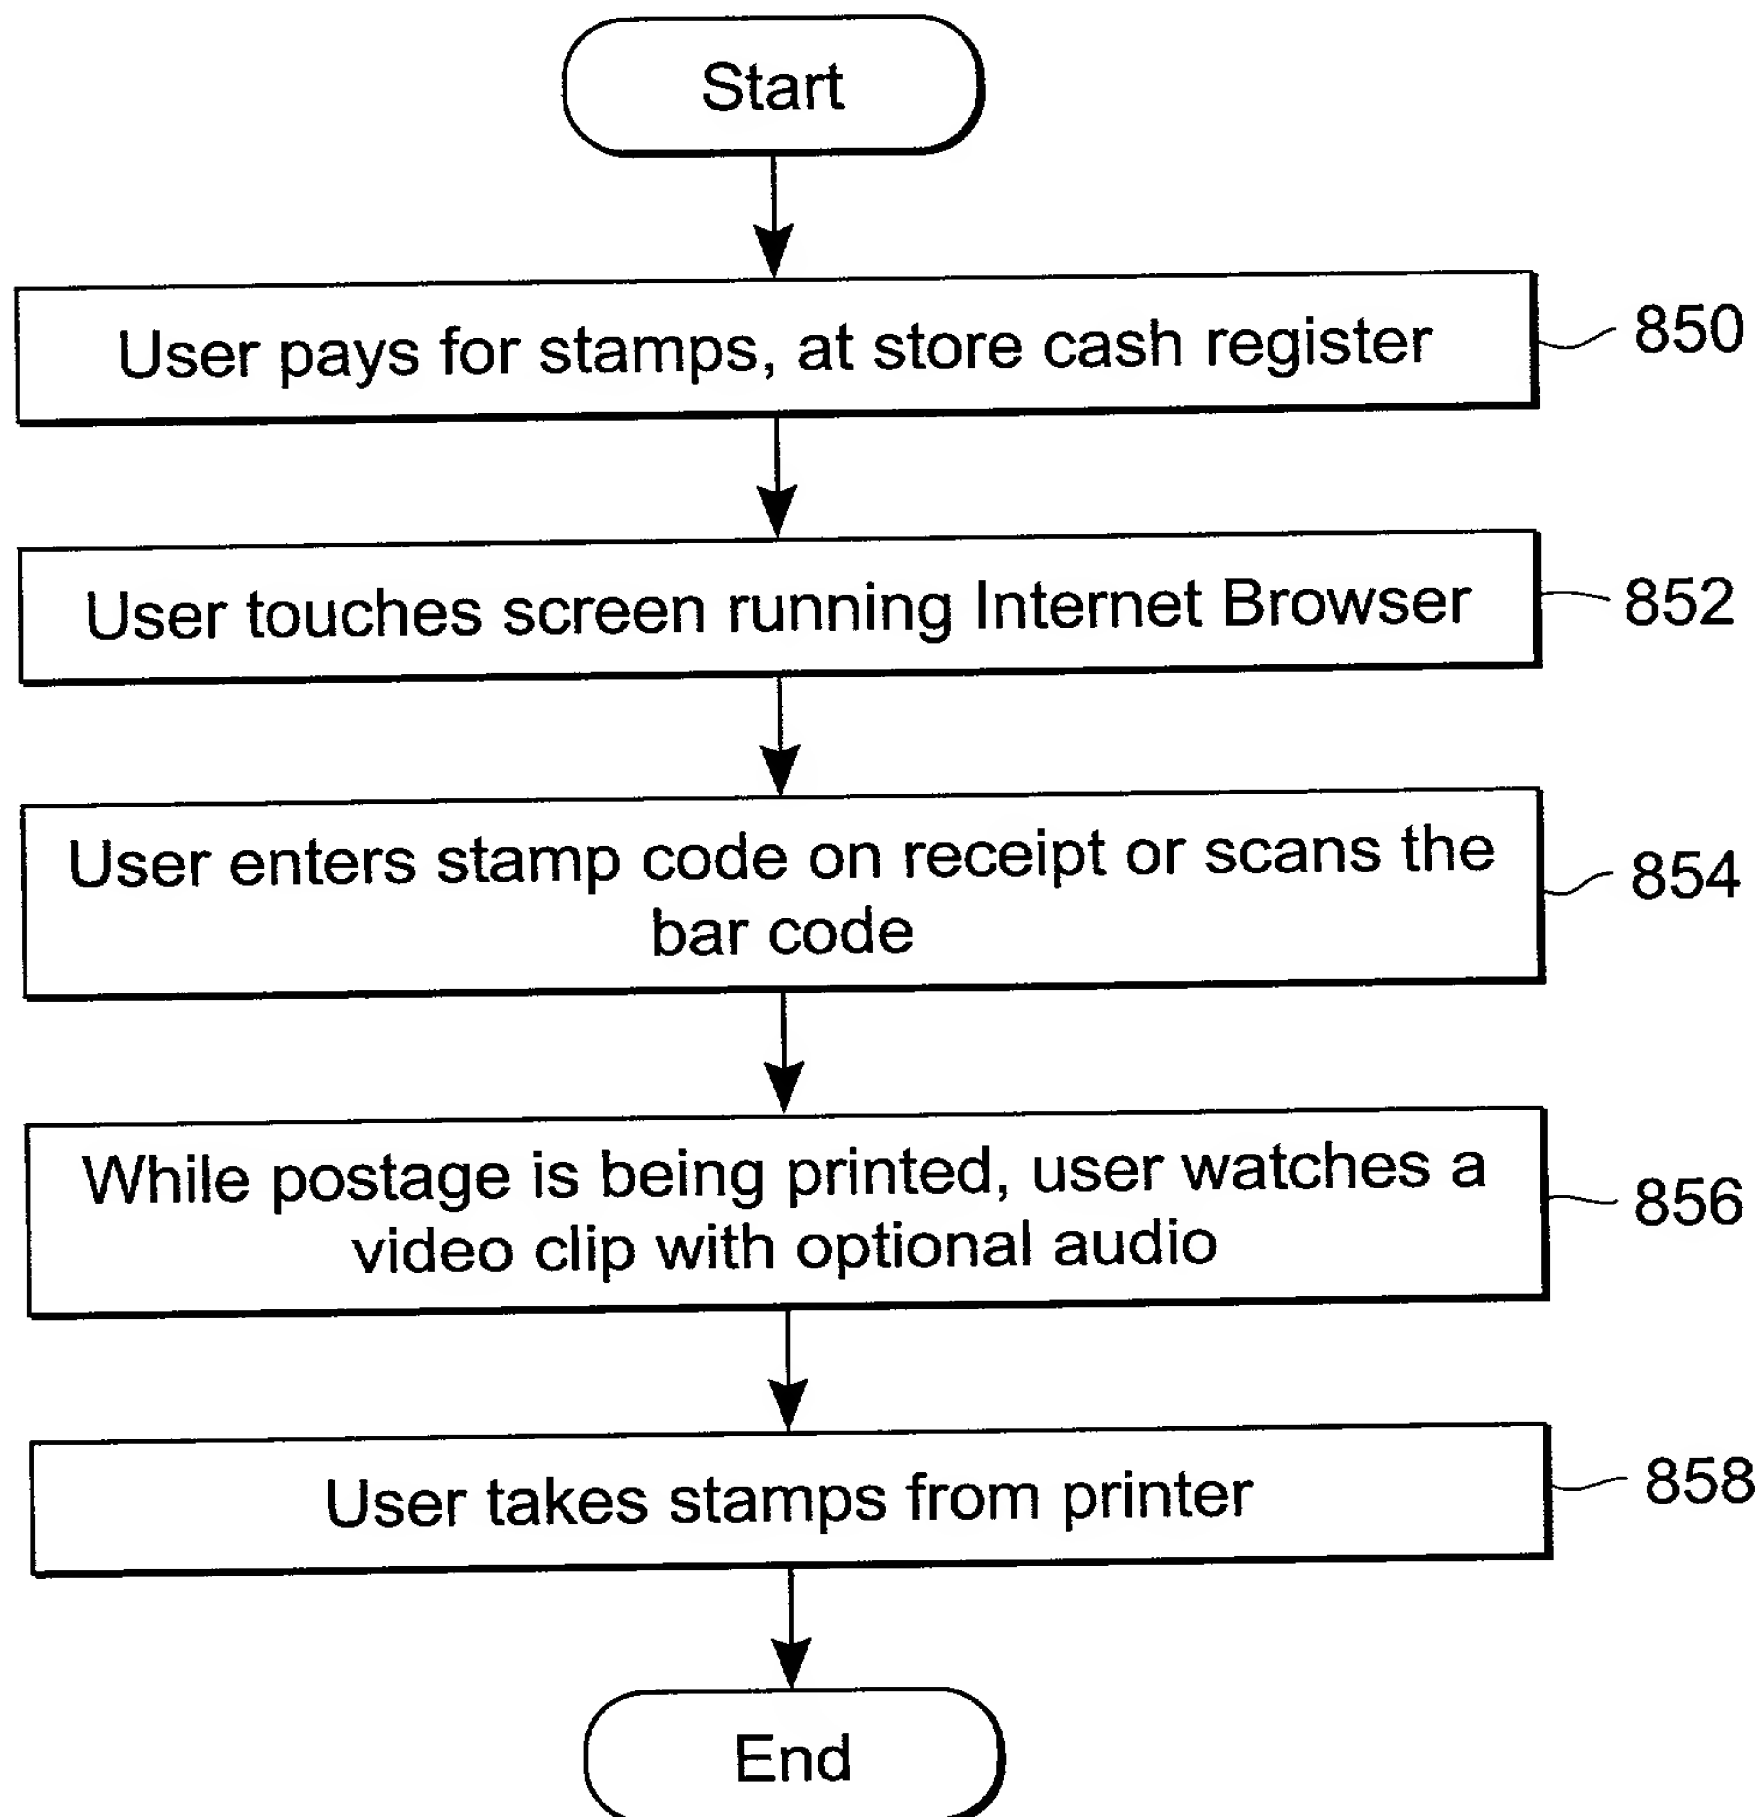 Start
User pays for stamps, at store cash register
850
User touches screen running Internet Browser
852
User enters stamp code on receipt or scans the
bar code
854
While postage is being printed, user watches a
video clip with optional audio
856
User takes stamps from printer
858
End